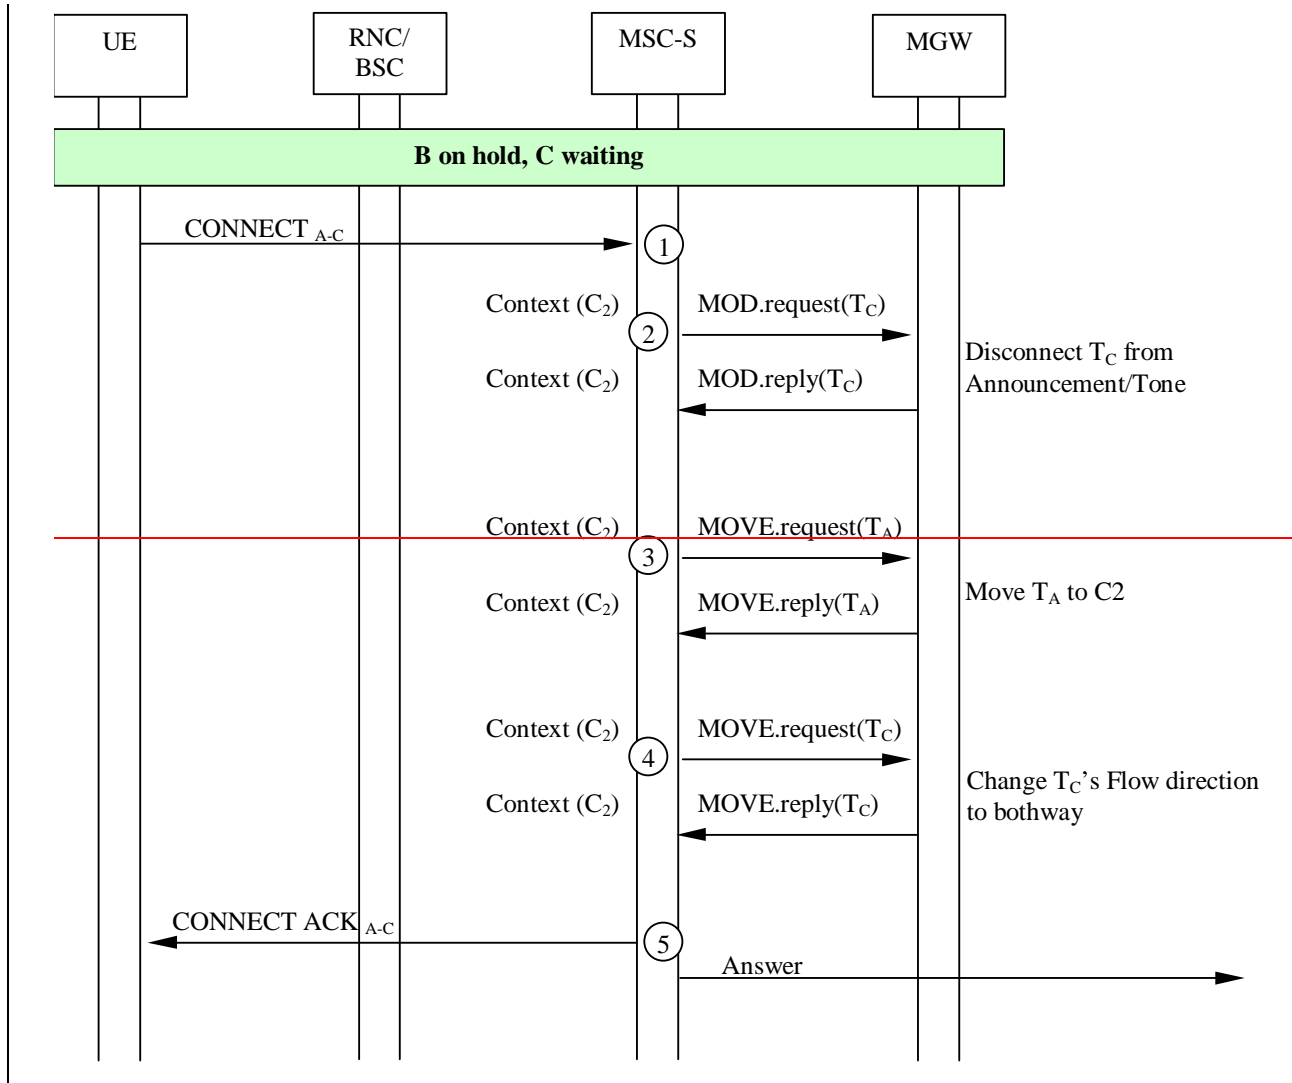 UE
RNC/
BSC
MSC-S
MGW
B on hold, C waiting
CONNECT A-C
1
Context (C2)
MOD.request(TC)
2
Disconnect TC from
Announcement/Tone
Context (C2)
MOD.reply(TC)
Context (C2)
MOVE.request(TA)
3
Move TA to C2
Context (C2)
MOVE.reply(TA)
Context (C2)
MOVE.request(TC)
4
Change TC’s Flow direction
to bothway
Context (C2)
MOVE.reply(TC)
CONNECT ACK A-C
5
Answer